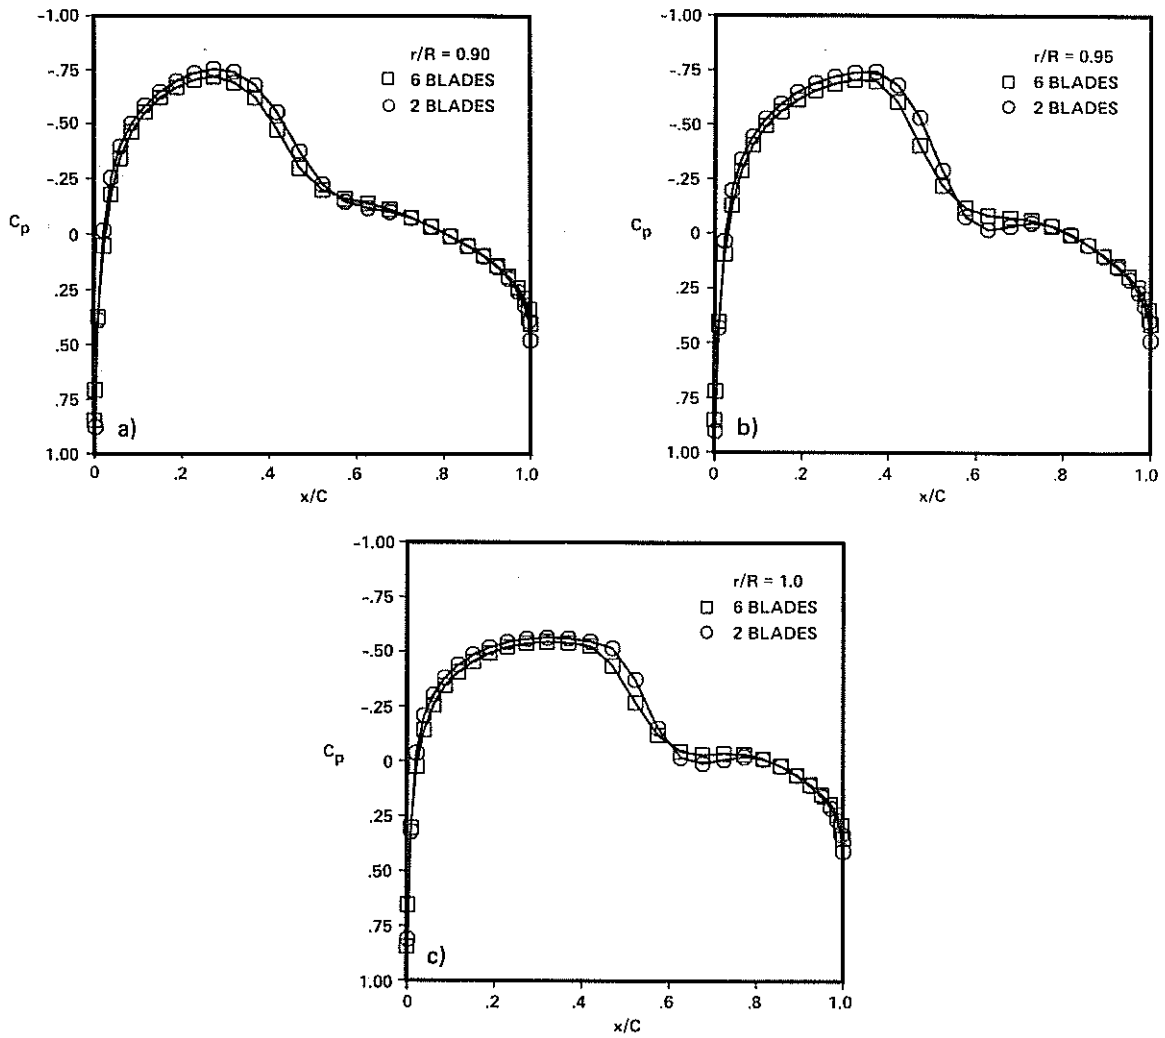 -1.00
-.75
-.50
-.25
0
.25
.50
.75
1.00
Cp
r/R = 0.90
6 BLADES
2 BLADES
a)
0 .2 .4 .6 .8 1.0
x/C
-1.00
-.75
-.50
-.25
0
.25
.50
.75
1.00
Cp
r/R = 0.95
6 BLADES
2 BLADES
b)
0 .2 .4 .6 .8 1.0
x/C
-1.00
-.75
-.50
-.25
0
.25
.50
.75
1.00
Cp
r/R = 1.0
6 BLADES
2 BLADES
c)
0 .2 .4 .6 .8 1.0
x/C